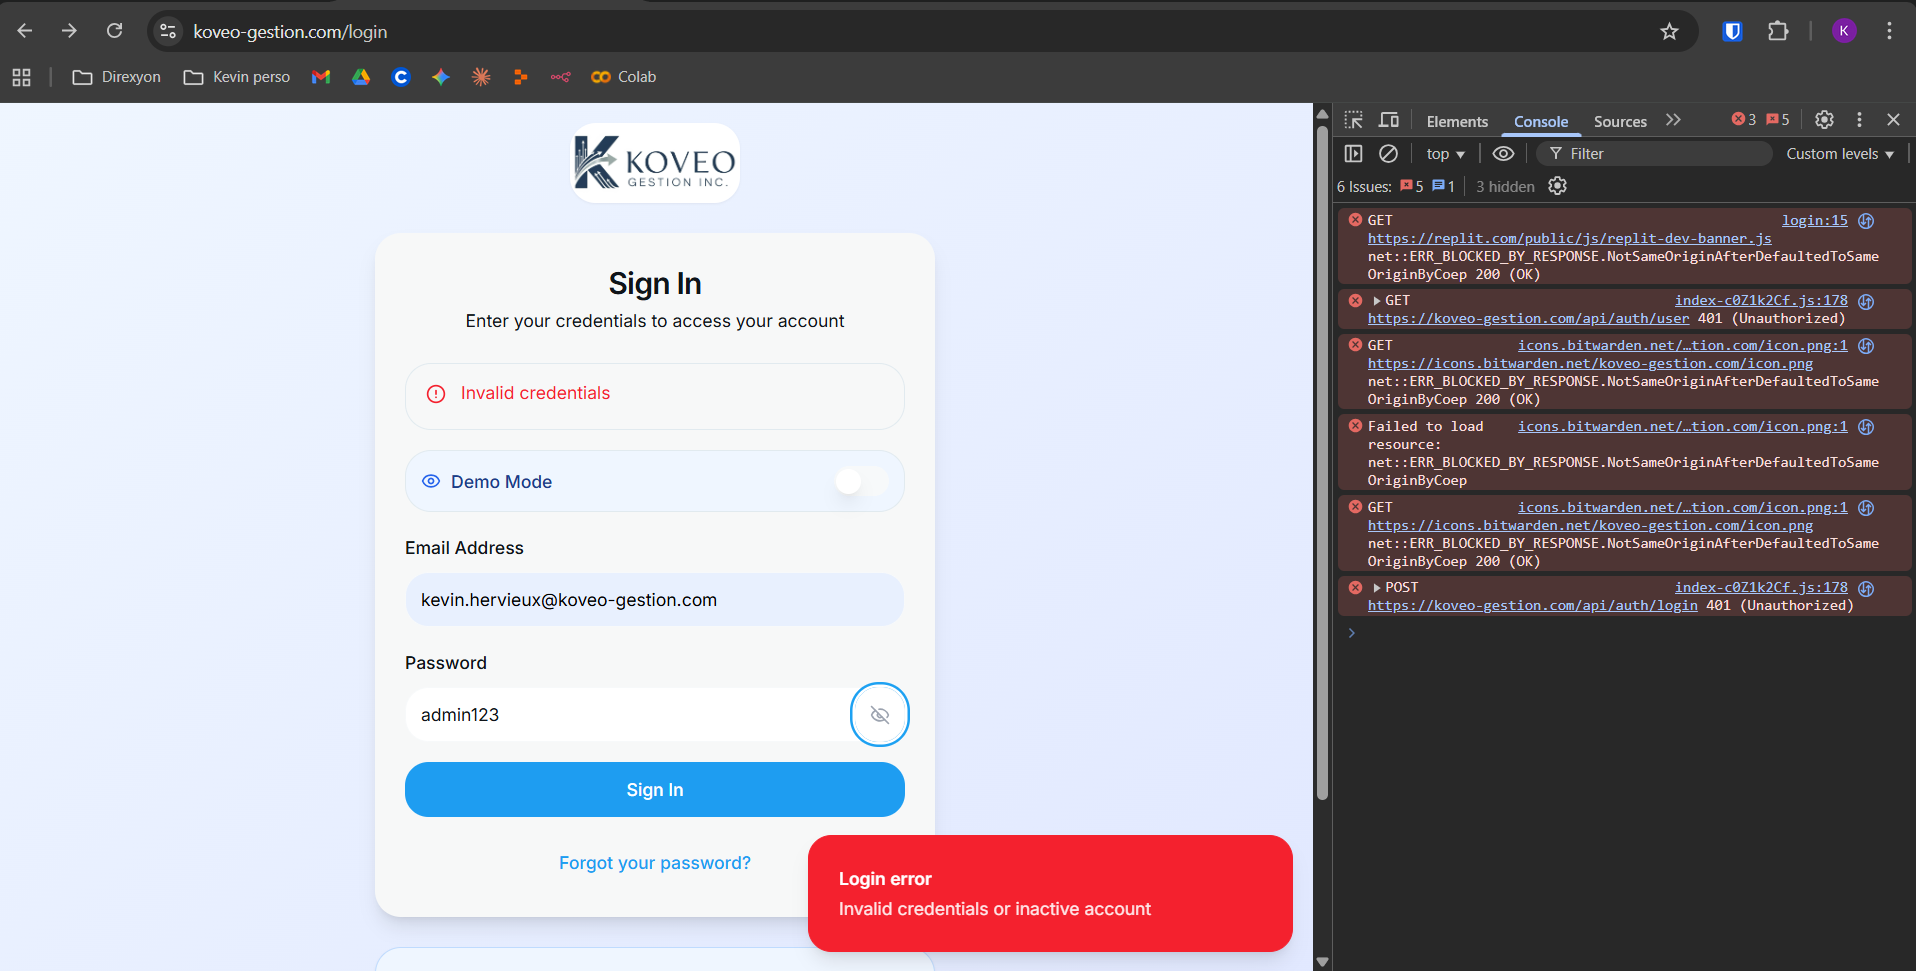 koveo-gestion.com/login
K
Direxyon
Kevin perso
Colab
KOVEO
GESTION INC.
Sign In
Enter your credentials to access your account
Invalid credentials
Demo Mode
Email Address
kevin.hervieux@koveo-gestion.com
Password
admin123
Sign In
Forgot your password?
Login error
Invalid credentials or inactive account
Elements
Console
Sources
3
5
top
Filter
Custom levels
6 Issues:
5
1
3 hidden
GET login:15
https://replit.com/public/js/replit-dev-banner.js
net::ERR_BLOCKED_BY_RESPONSE.NotSameOriginAfterDefaultedToSame
OriginByCoep 200 (OK)
GET index-c0Z1k2Cf.js:178
https://koveo-gestion.com/api/auth/user 401 (Unauthorized)
GET icons.bitwarden.net/…tion.com/icon.png:1
https://icons.bitwarden.net/koveo-gestion.com/icon.png
net::ERR_BLOCKED_BY_RESPONSE.NotSameOriginAfterDefaultedToSame
OriginByCoep 200 (OK)
Failed to load icons.bitwarden.net/…tion.com/icon.png:1
resource:
net::ERR_BLOCKED_BY_RESPONSE.NotSameOriginAfterDefaultedToSame
OriginByCoep
GET icons.bitwarden.net/…tion.com/icon.png:1
https://icons.bitwarden.net/koveo-gestion.com/icon.png
net::ERR_BLOCKED_BY_RESPONSE.NotSameOriginAfterDefaultedToSame
OriginByCoep 200 (OK)
POST index-c0Z1k2Cf.js:178
https://koveo-gestion.com/api/auth/login 401 (Unauthorized)